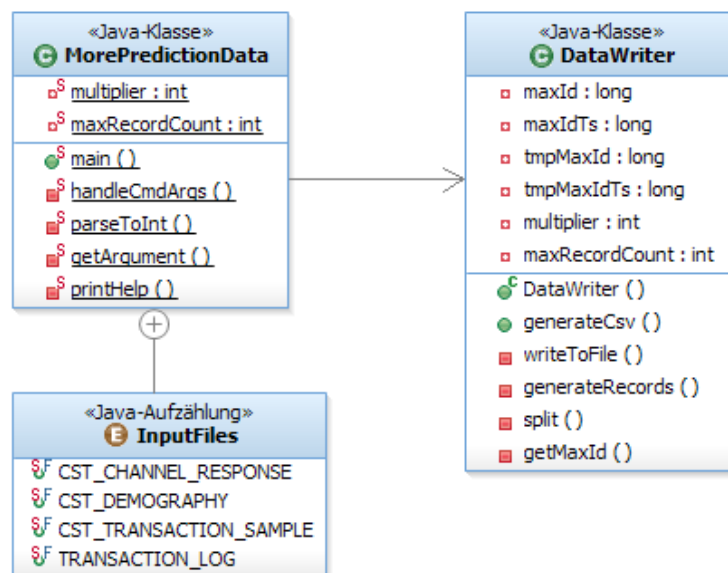 «Java-Klasse»
MorePredictionData
multiplier : int
maxRecordCount : int
main ( )
handleCmdArgs ( )
parseToInt ( )
getArgument ( )
printHelp ( )
«Java-Klasse»
DataWriter
maxId : long
maxIdTs : long
tmpMaxId : long
tmpMaxIdTs : long
multiplier : int
maxRecordCount : int
DataWriter ( )
generateCsv ( )
writeToFile ( )
generateRecords ( )
split ( )
getMaxId ( )
«Java-Aufzählung»
InputFiles
CST_CHANNEL_RESPONSE
CST_DEMOGRAPHY
CST_TRANSACTION_SAMPLE
TRANSACTION_LOG